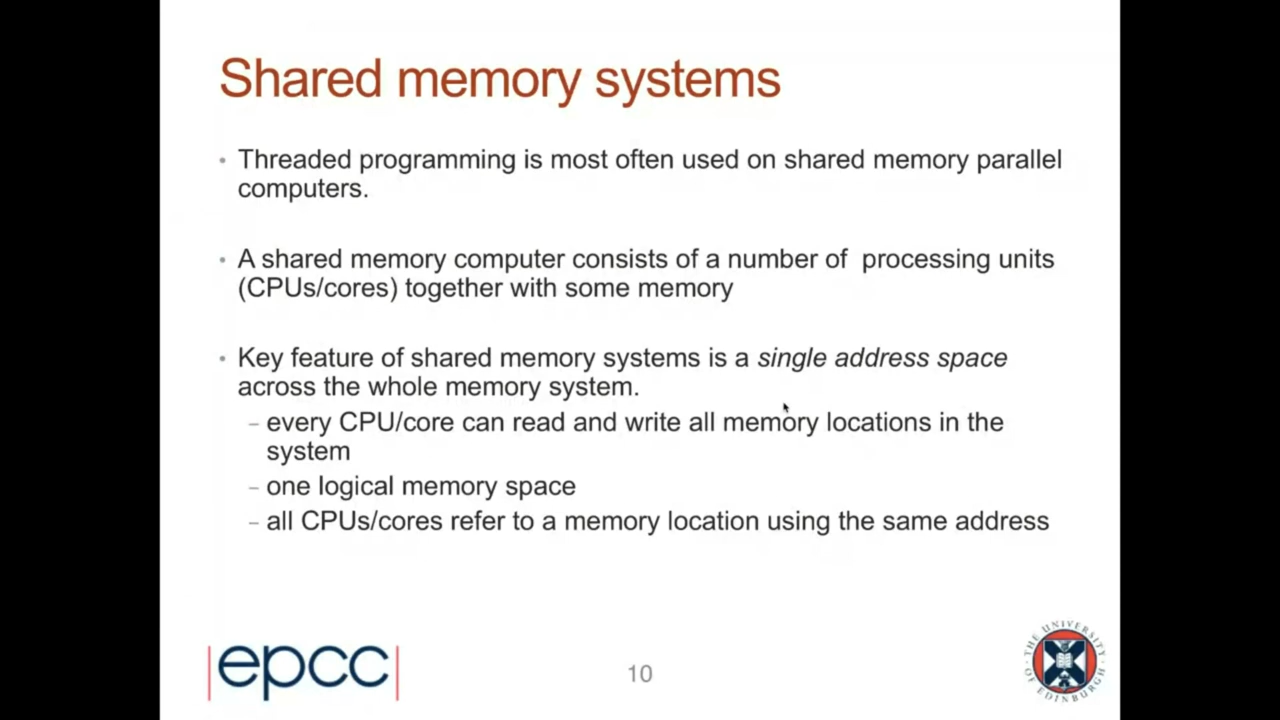 Shared memory systems
• Threaded programming is most often used on shared memory parallel
computers.
• A shared memory computer consists of a number of processing units
(CPUs/cores) together with some memory
• Key feature of shared memory systems is a single address space
across the whole memory system.
– every CPU/core can read and write all memory locations in the
system
– one logical memory space
– all CPUs/cores refer to a memory location using the same address
epcc
10
THE UNIVERSITY OF EDINBURGH